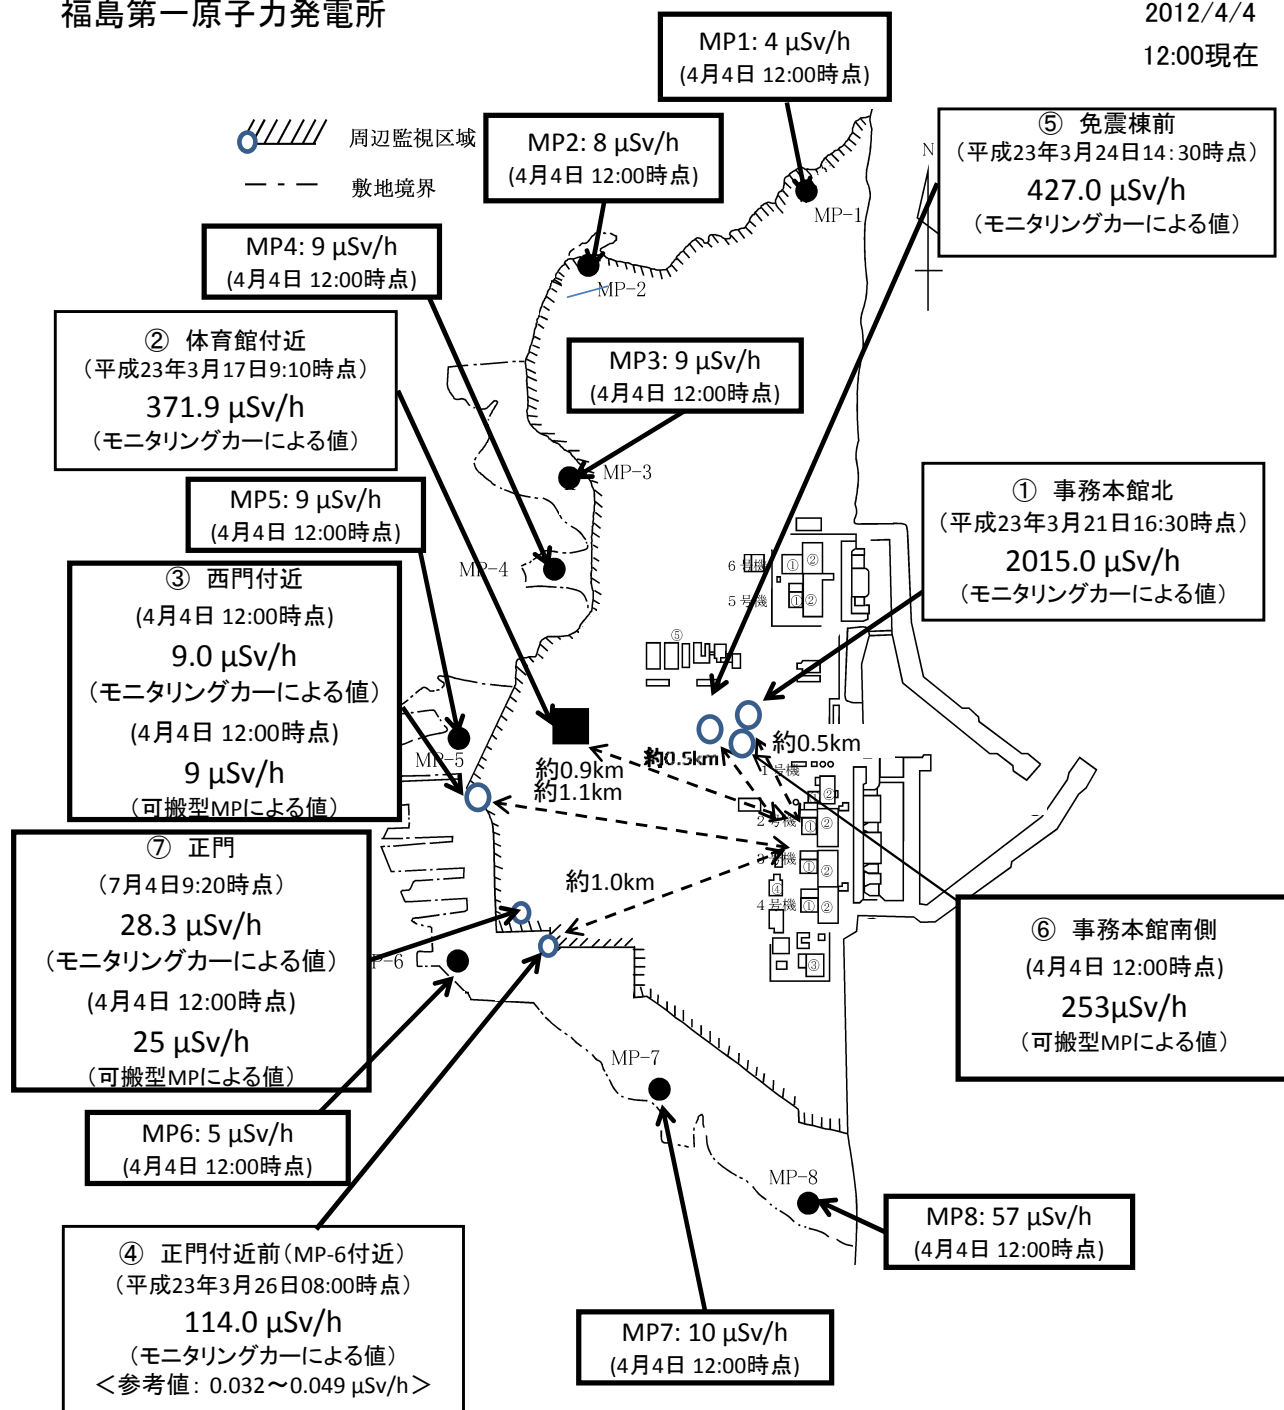 福島第一原子力発電所
2012/4/4
12:00現在
MP1: 4 μSv/h
(4月4日 12:00時点)
周辺監視区域
敷地境界
MP2: 8 μSv/h
(4月4日 12:00時点)
⑤ 免震棟前
(平成23年3月24日14:30時点)
427.0 μSv/h
(モニタリングカーによる値)
N
MP-1
MP4: 9 μSv/h
(4月4日 12:00時点)
MP-2
② 体育館付近
(平成23年3月17日9:10時点)
371.9 μSv/h
(モニタリングカーによる値)
MP3: 9 μSv/h
(4月4日 12:00時点)
MP-3
MP5: 9 μSv/h
(4月4日 12:00時点)
① 事務本館北
(平成23年3月21日16:30時点)
2015.0 μSv/h
(モニタリングカーによる値)
MP-4
6号機
① ②
5号機
① ②
③ 西門付近
(4月4日 12:00時点)
9.0 μSv/h
(モニタリングカーによる値)
(4月4日 12:00時点)
9 μSv/h
(可搬型MPによる値)
⑤
MP-5
約0.9km
約1.1km
約0.5km
約0.5km
1号機
②
2号機
① ②
3号機
① ②
④
4号機
① ②
③
約1.0km
⑦ 正門
(7月4日9:20時点)
28.3 μSv/h
(モニタリングカーによる値)
(4月4日 12:00時点)
25 μSv/h
(可搬型MPによる値)
P-6
⑥ 事務本館南側
(4月4日 12:00時点)
253μSv/h
(可搬型MPによる値)
MP-7
MP6: 5 μSv/h
(4月4日 12:00時点)
MP-8
MP8: 57 μSv/h
(4月4日 12:00時点)
④ 正門付近前(MP-6付近)
(平成23年3月26日08:00時点)
114.0 μSv/h
(モニタリングカーによる値)
<参考値: 0.032~0.049 μSv/h>
MP7: 10 μSv/h
(4月4日 12:00時点)